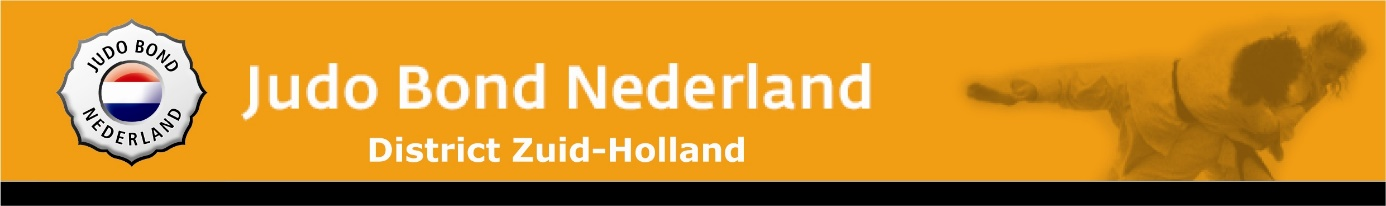 JUDO BOND
NEDERLAND
Judo Bond Nederland
District Zuid-Holland